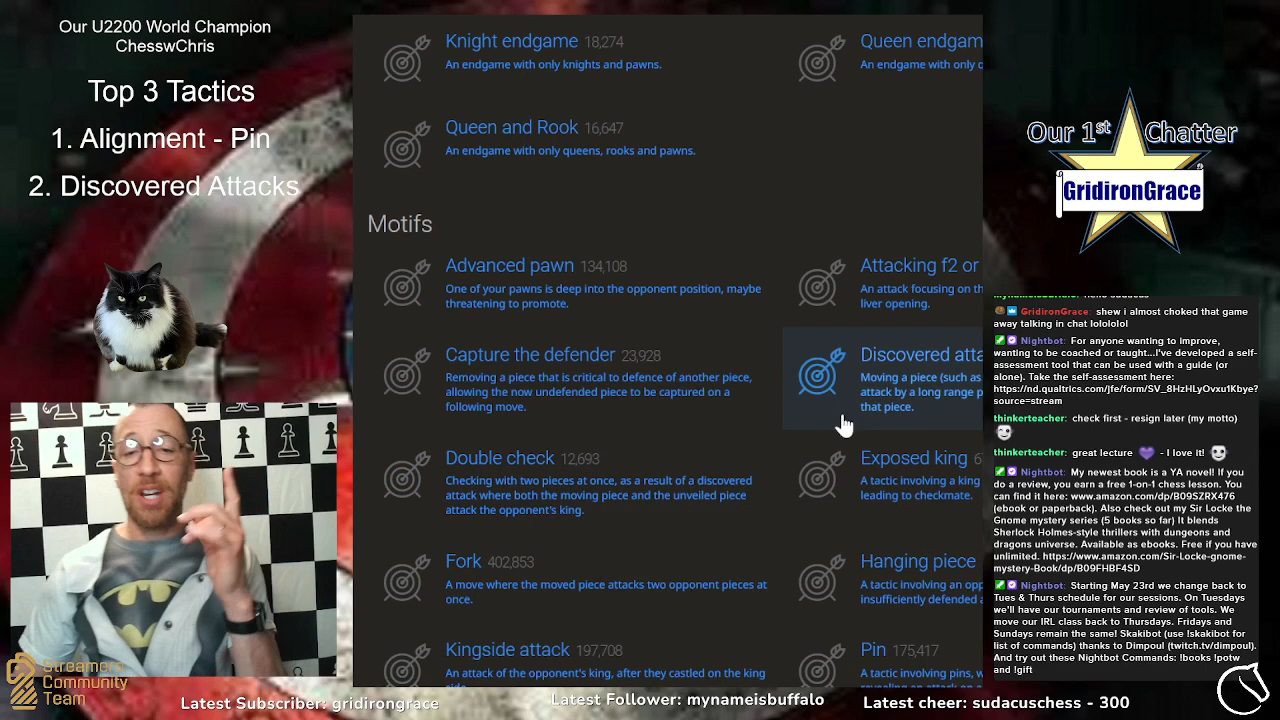 Our U2200 World Champion
ChesswChris
Top 3 Tactics
1. Alignment - Pin
2. Discovered Attacks
Knight endgame 18,274
An endgame with only knights and pawns.
Queen endgam
An endgame with only
Queen and Rook 16,647
An endgame with only queens, rooks and pawns.
Motifs
Advanced pawn 134,108
One of your pawns is deep into the opponent position, maybe
threatening to promote.
Attacking f2 or
An attack focusing on th
liver opening.
Capture the defender 23,928
Removing a piece that is critical to defence of another piece,
allowing the now undefended piece to be captured on a
following move.
Discovered atta
Moving a piece (such as
attack by a long range p
that piece.
Double check 12,693
Checking with two pieces at once, as a result of a discovered
attack where both the moving piece and the unveiled piece
attack the opponent's king.
Exposed king 6
A tactic involving a king
leading to checkmate.
Fork 402,853
A move where the moved piece attacks two opponent pieces at
once.
Hanging piece
A tactic involving an opp
insufficiently defended a
Kingside attack 197,708
An attack of the opponent's king, after they castled on the king
side.
Pin 175,417
A tactic involving pins, w
revealing an attack on a
Our 1st Chatter
GridironGrace
mynameisbuffalo: hello sudacus
GridironGrace: shew i almost choked that game
away talking in chat lolololol
Nightbot: For anyone wanting to improve,
wanting to be coached or taught...I've developed a self-
assessment tool that can be used with a guide (or
alone). Take the self-assessment here:
https://nd.qualtrics.com/jfe/form/SV_8HzHLyOvxu1Kbye?
source=stream
thinkerteacher: check first - resign later (my motto)
thinkerteacher: great lecture - I love it!
Nightbot: My newest book is a YA novel! If you
do a review, you earn a free 1-on-1 chess lesson. You
can find it here: www.amazon.com/dp/B09SZRX476
(ebook or paperback). Also check out my Sir Locke the
Gnome mystery series (5 books so far) It blends
Sherlock Holmes-style thrillers with dungeons and
dragons universe. Available as ebooks. Free if you have
unlimited. https://www.amazon.com/Sir-Locke-gnome-
mystery-Book/dp/B09FHBF4SD
Nightbot: Starting May 23rd we change back to
Tues & Thurs schedule for our sessions. On Tuesdays
we'll have our tournaments and review of tools. We
move our IRL class back to Thursdays. Fridays and
Sundays remain the same! Skakibot (use !skakibot for
list of commands) thanks to Dimpoul (twitch.tv/dimpoul).
And try out these Nightbot Commands: !books !potw
and !gift
Streamers
Community
Team
Latest Subscriber: gridirongrace
Latest Follower: mynameisbuffalo
Latest cheer: sudacuschess - 300